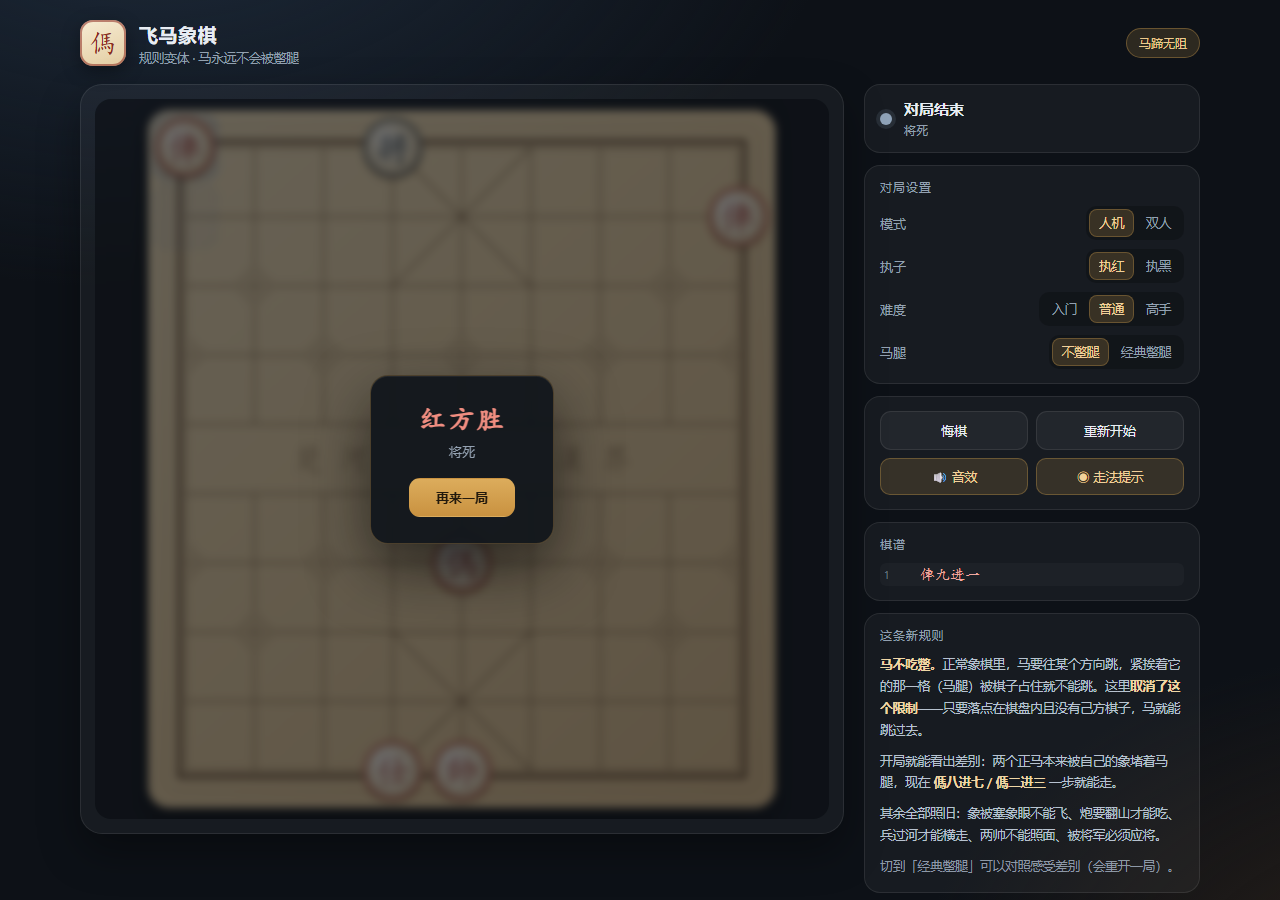 傌
飞马象棋
规则变体 · 马永远不会被蹩腿
马蹄无阻
红方胜
将死
再来一局
对局结束
将死
对局设置
模式
人机 双人
执子
执红 执黑
难度
入门 普通 高手
马腿
不蹩腿 经典蹩腿
悔棋 重新开始
音效 走法提示
棋谱
1 俥九进一
这条新规则
马不吃蹩。正常象棋里，马要往某个方向跳，紧挨着它
的那一格（马腿）被棋子占住就不能跳。这里取消了这
个限制——只要落点在棋盘内且没有己方棋子，马就能
跳过去。
开局就能看出差别：两个正马本来被自己的象堵着马
腿，现在 傌八进七 / 傌二进三 一步就能走。
其余全部照旧：象被塞象眼不能飞、炮要翻山才能吃、
兵过河才能横走、两帅不能照面、被将军必须应将。
切到「经典蹩腿」可以对照感受差别（会重开一局）。